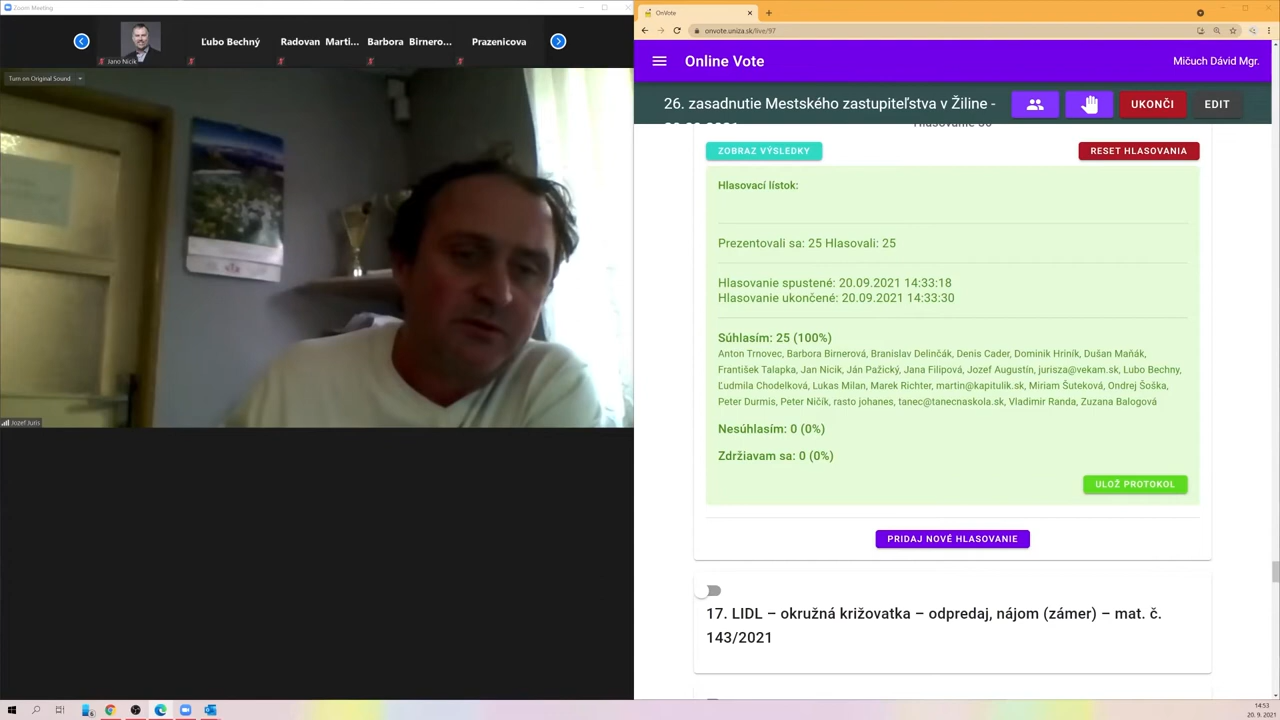 Zoom Meeting
Jano Nicik
Ľubo Bechný
Radovan
Marti...
Barbora
Birnero...
Prazenicova
Turn on Original Sound
Jozef Juris
OnVote
onvote.uniza.sk/live/97
Online Vote
Mičuch Dávid Mgr.
26. zasadnutie Mestského zastupiteľstva v Žiline -
UKONČI
EDIT
ZOBRAZ VÝSLEDKY
RESET HLASOVANIA
Hlasovací lístok:
Prezentovali sa: 25 Hlasovali: 25
Hlasovanie spustené: 20.09.2021 14:33:18
Hlasovanie ukončené: 20.09.2021 14:33:30
Súhlasím: 25 (100%)
Anton Trnovec, Barbora Birnerová, Branislav Delinčák, Denis Cader, Dominik Hriník, Dušan Maňák,
František Talapka, Jan Nicik, Ján Pažický, Jana Filipová, Jozef Augustín, jurisza@vekam.sk, Lubo Bechny,
Ľudmila Chodelková, Lukas Milan, Marek Richter, martin@kapitulik.sk, Miriam Šuteková, Ondrej Šoška,
Peter Durmis, Peter Ničík, rasto johanes, tanec@tanecnaskola.sk, Vladimir Randa, Zuzana Balogová
Nesúhlasím: 0 (0%)
Zdržiavam sa: 0 (0%)
ULOŽ PROTOKOL
PRIDAJ NOVÉ HLASOVANIE
17. LIDL – okružná križovatka – odpredaj, nájom (zámer) – mat. č.
143/2021
14:53
20. 9. 2021